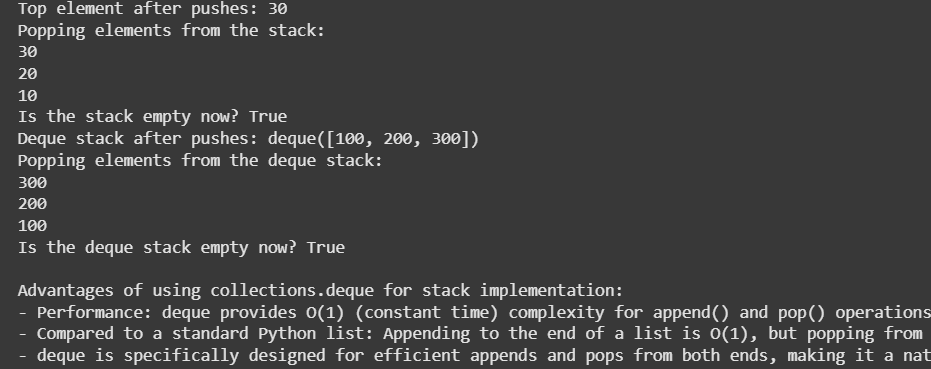 Top element after pushes: 30
Popping elements from the stack:
30
20
10
Is the stack empty now? True
Deque stack after pushes: deque([100, 200, 300])
Popping elements from the deque stack:
300
200
100
Is the deque stack empty now? True
Advantages of using collections.deque for stack implementation:
- Performance: deque provides O(1) (constant time) complexity for append() and pop() operations
- Compared to a standard Python list: Appending to the end of a list is O(1), but popping from
- deque is specifically designed for efficient appends and pops from both ends, making it a nat